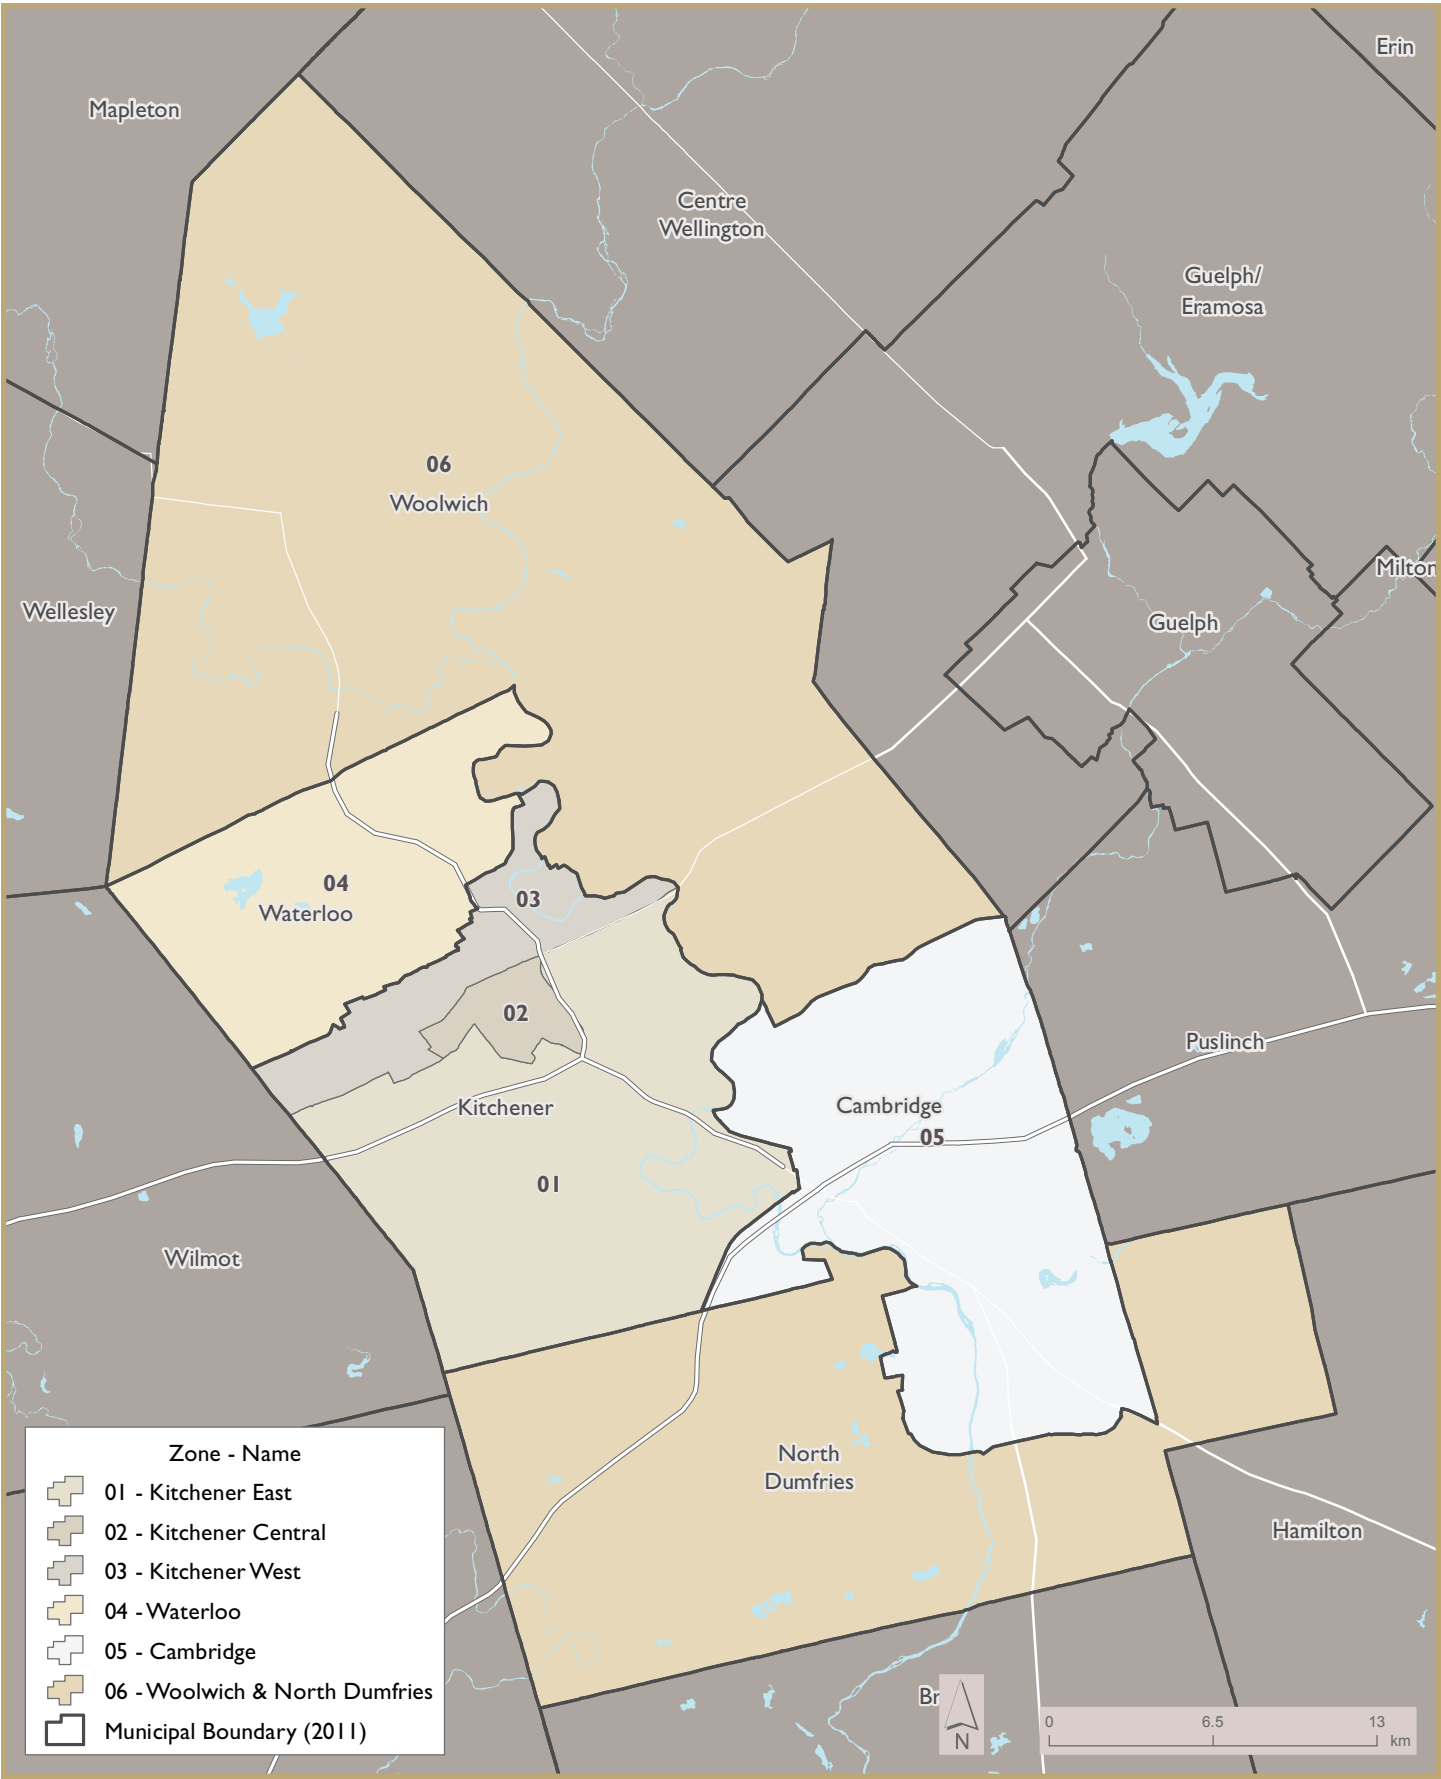 Erin
Mapleton
Centre
Wellington
Guelph/
Eramosa
06
Woolwich
Milton
Wellesley
Guelph
04
Waterloo
03
02
Puslinch
Cambridge
05
Kitchener
01
Wilmot
North
Dumfries
Hamilton
Zone - Name
01 - Kitchener East
02 - Kitchener Central
03 - Kitchener West
04 - Waterloo
05 - Cambridge
06 - Woolwich & North Dumfries
Municipal Boundary (2011)
Br
N
0 6.5 13
km